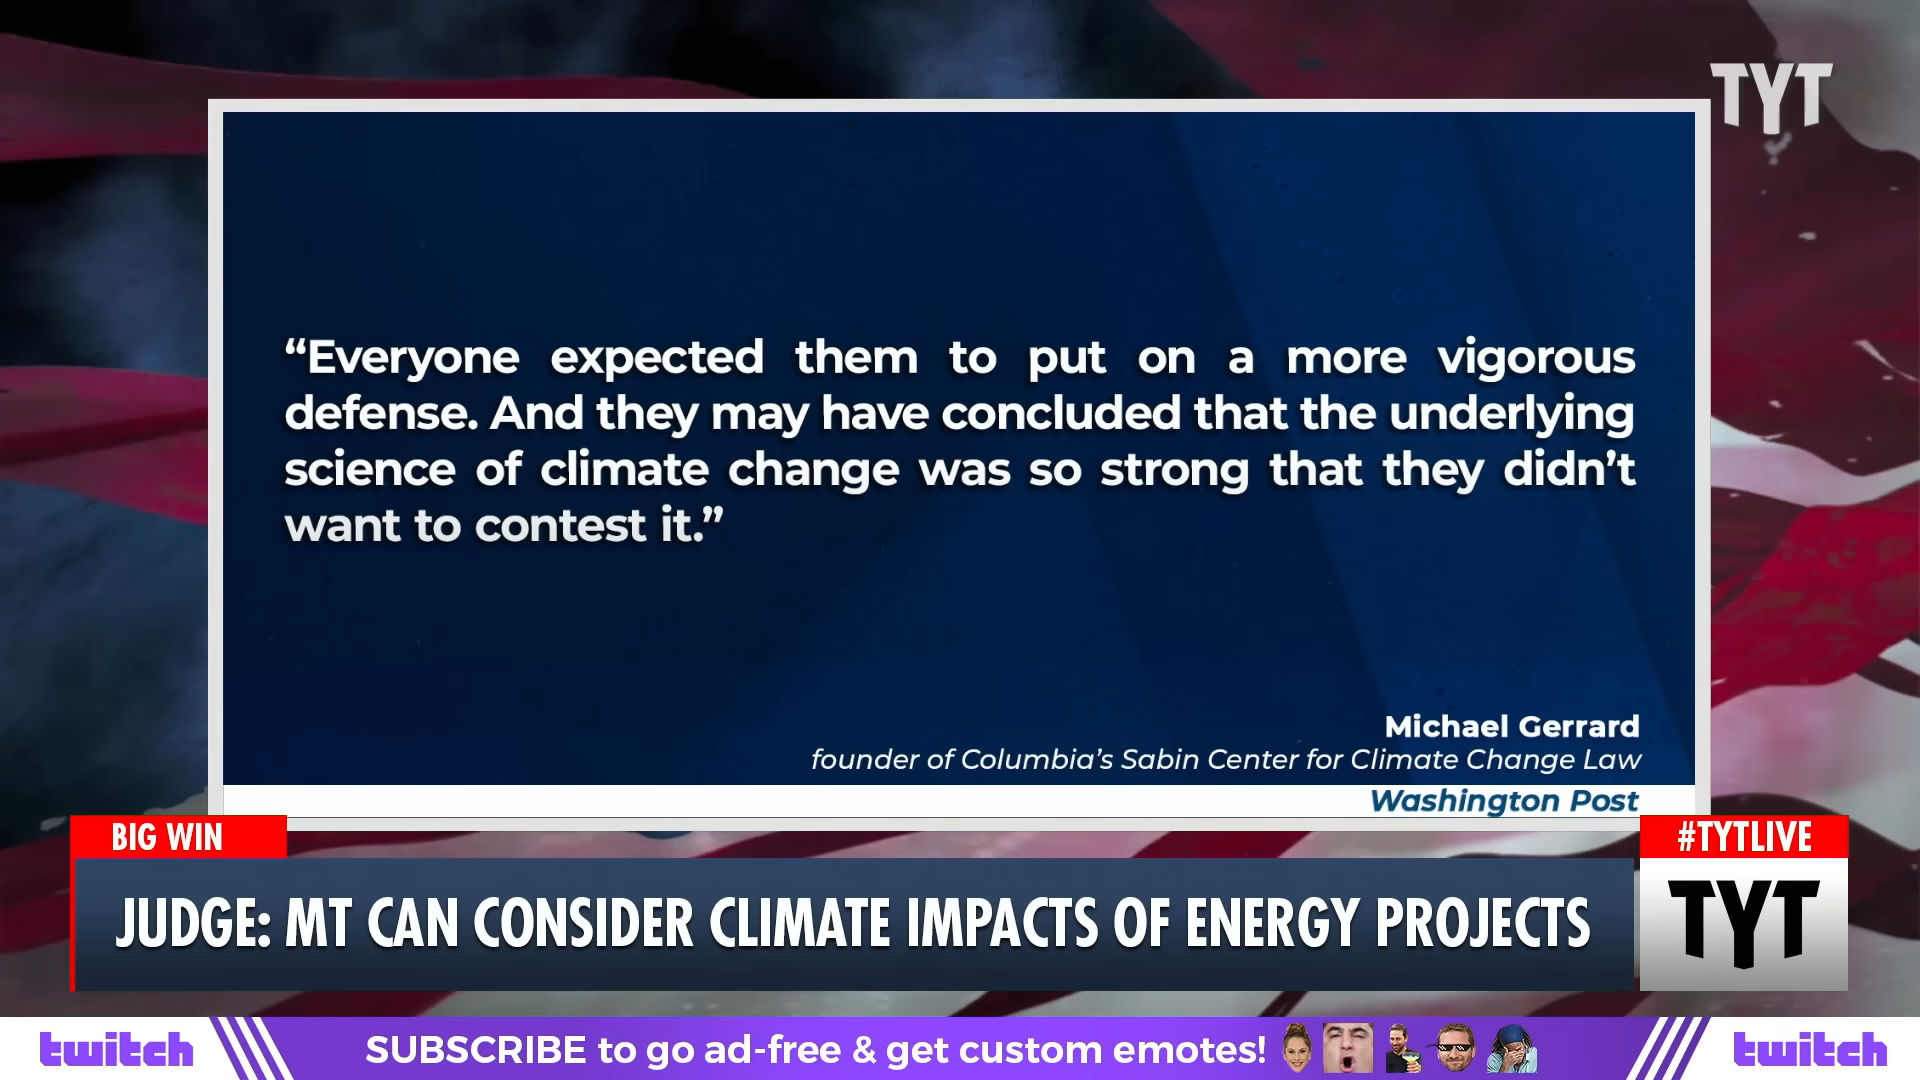 TYT
“Everyone expected them to put on a more vigorous
defense. And they may have concluded that the underlying
science of climate change was so strong that they didn’t
want to contest it.”
Michael Gerrard
founder of Columbia’s Sabin Center for Climate Change Law
Washington Post
BIG WIN
#TYTLIVE
JUDGE: MT CAN CONSIDER CLIMATE IMPACTS OF ENERGY PROJECTS
TYT
twitch
SUBSCRIBE to go ad-free & get custom emotes!
twitch